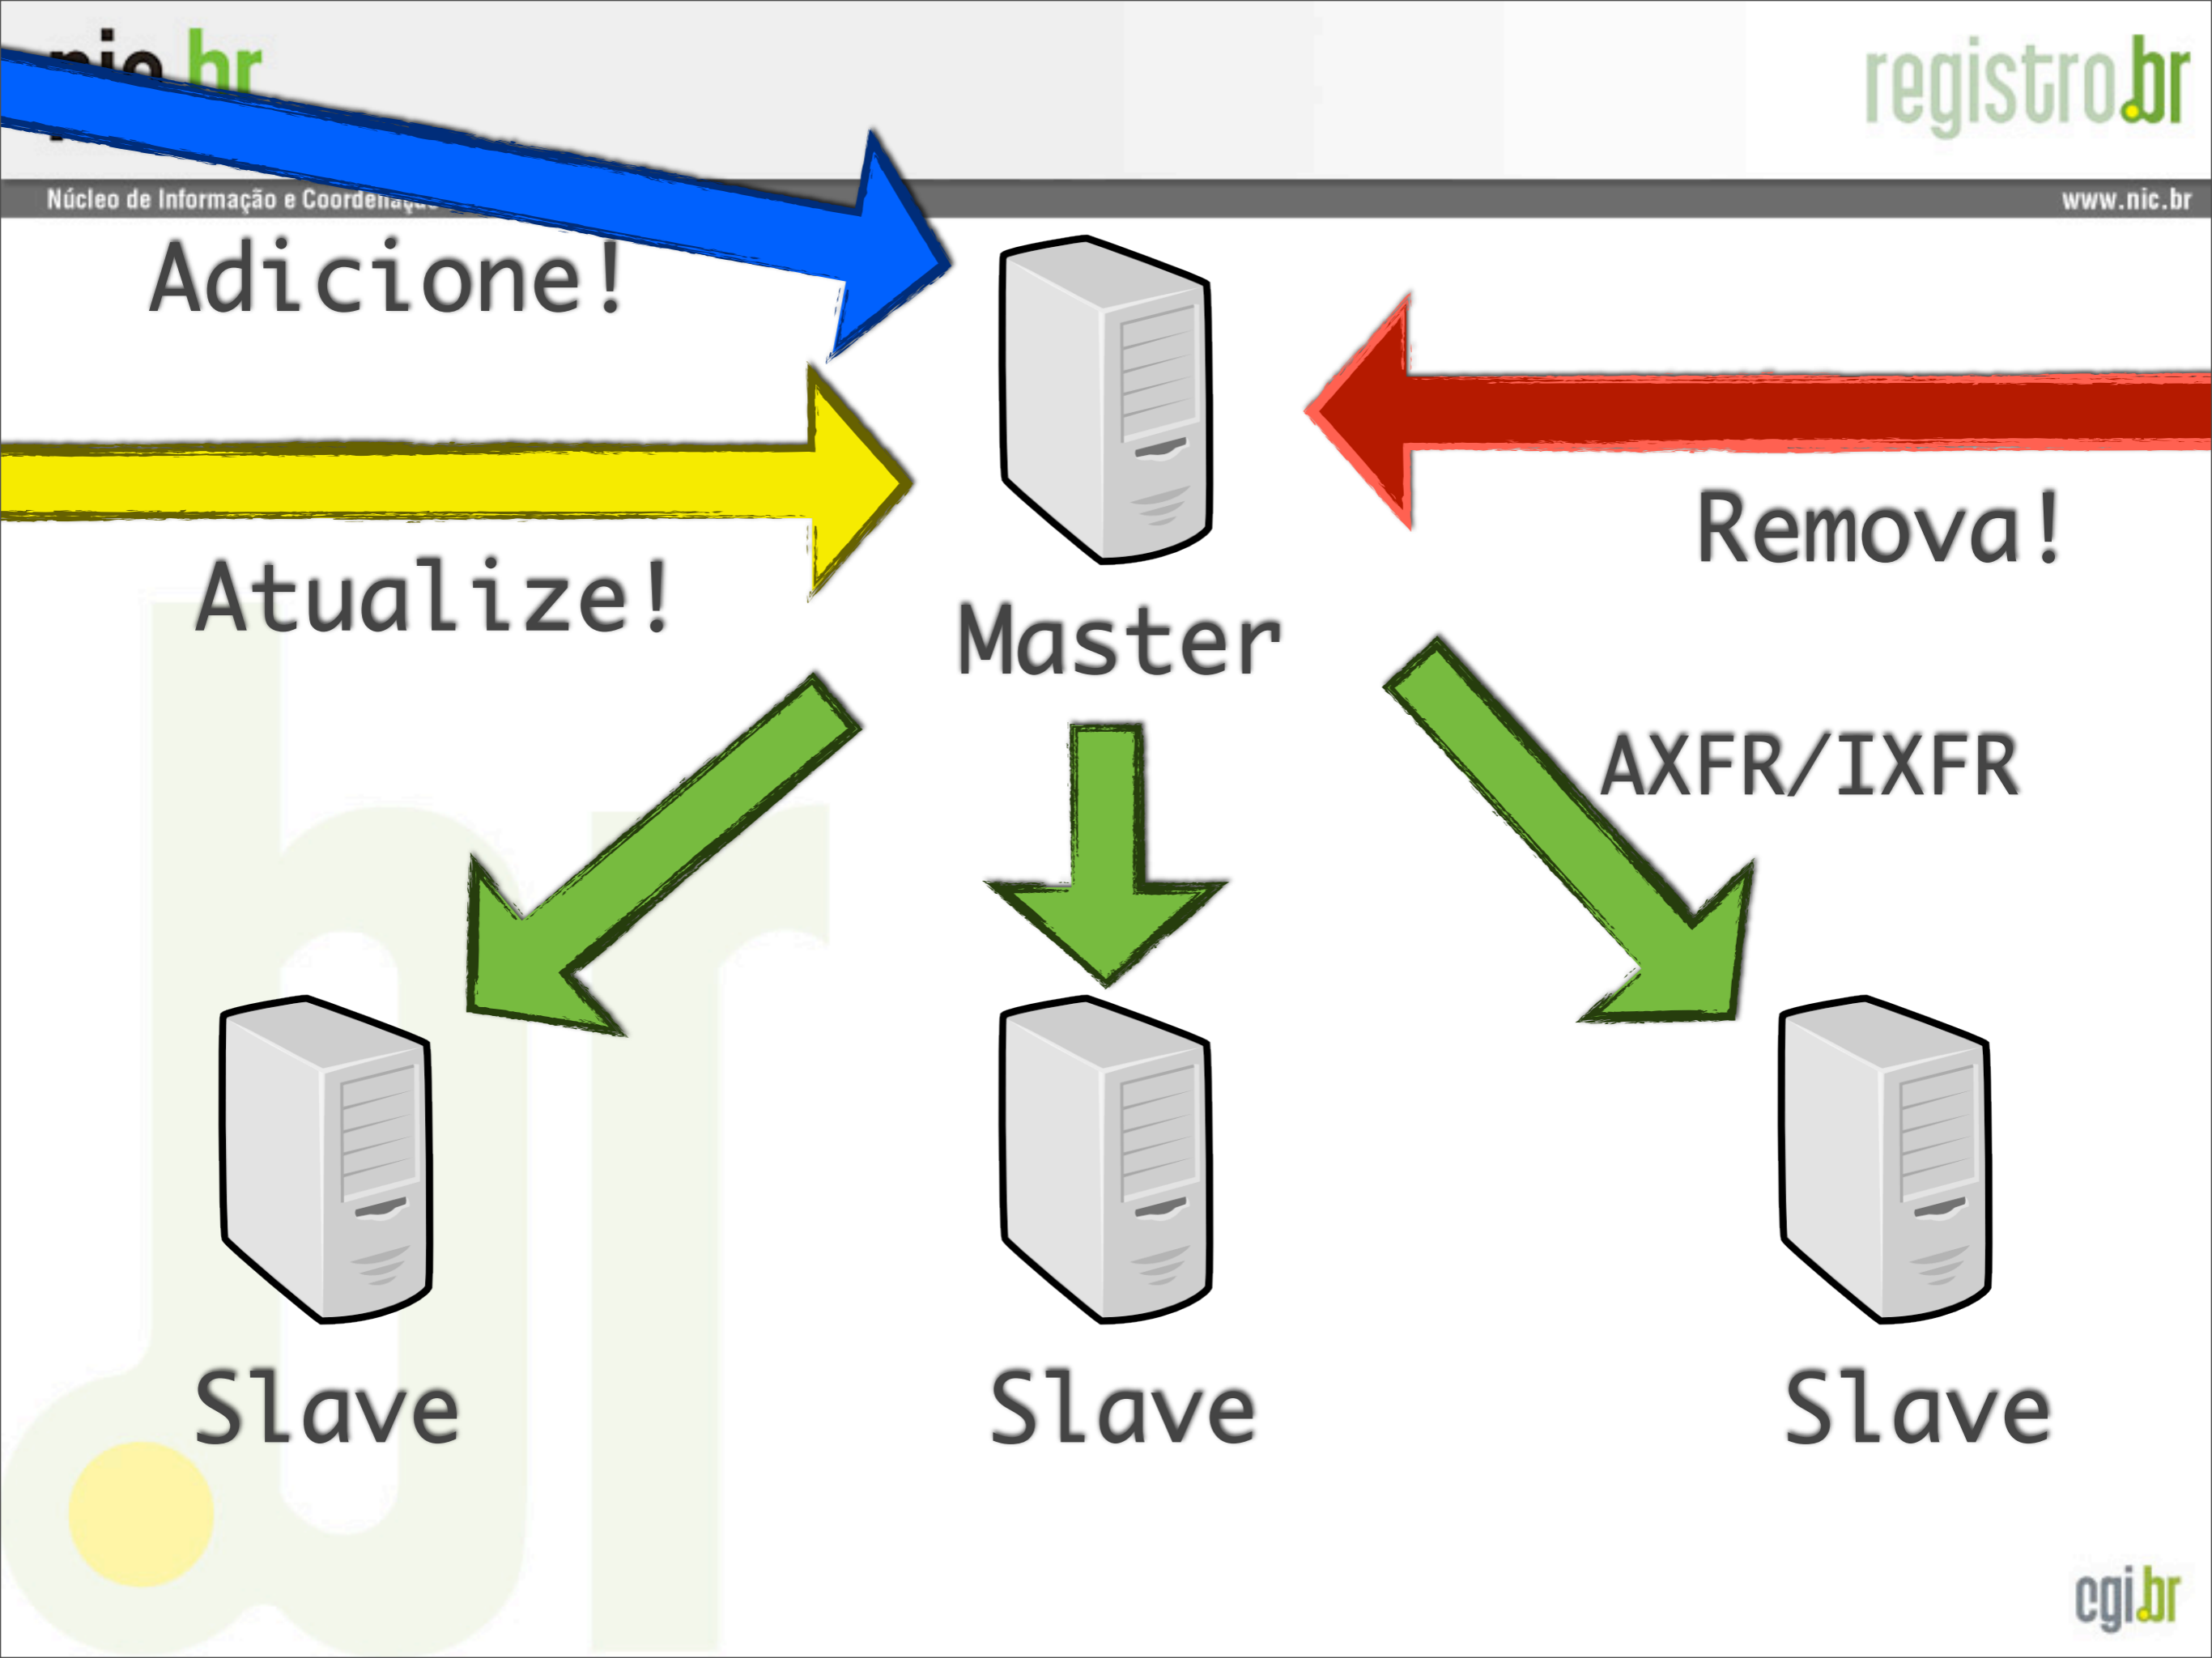 registro.br
Núcleo de Informação e
www.nic.br
Adicione!
Atualize!
Remova!
Master
AXFR/IXFR
Slave
Slave
Slave
cgi.br